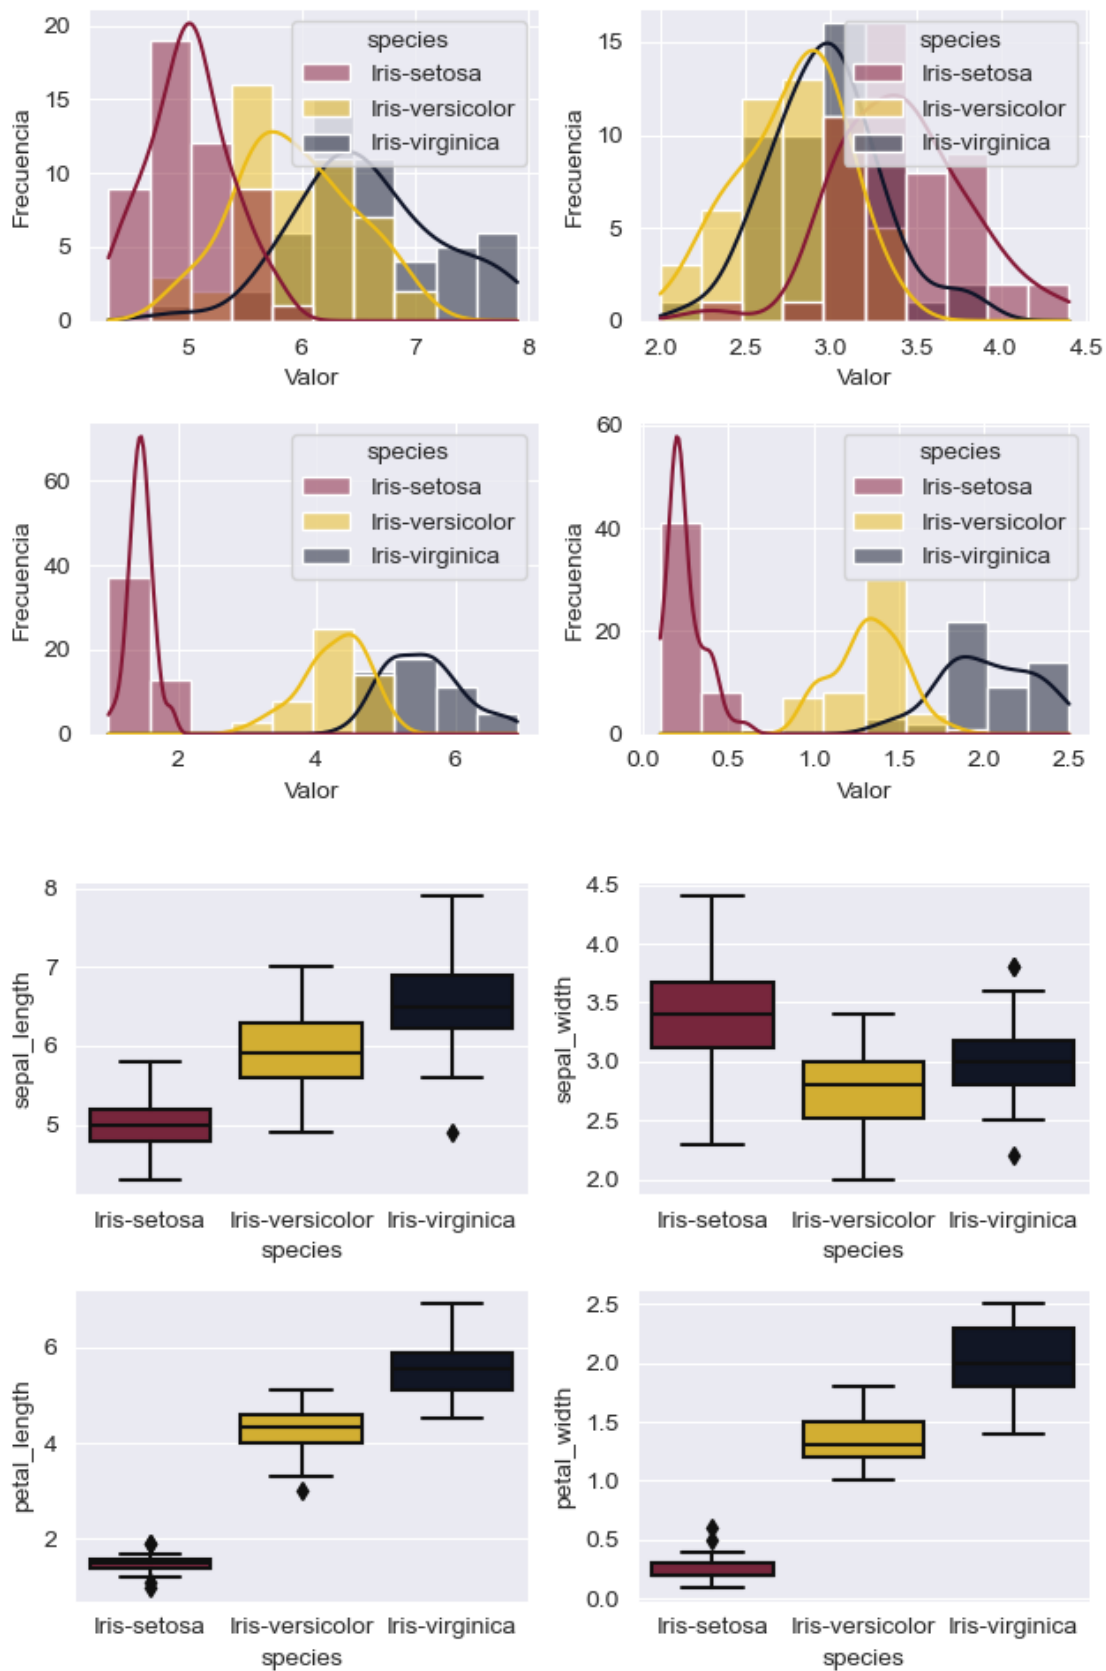 20
15
10
5
0
Frecuencia
species
Iris-setosa
Iris-versicolor
Iris-virginica
5 6 7 8
Valor
15
10
5
0
Frecuencia
species
Iris-setosa
Iris-versicolor
Iris-virginica
2.0 2.5 3.0 3.5 4.0 4.5
Valor
60
40
20
0
Frecuencia
species
Iris-setosa
Iris-versicolor
Iris-virginica
2 4 6
Valor
60
40
20
0
Frecuencia
species
Iris-setosa
Iris-versicolor
Iris-virginica
0.0 0.5 1.0 1.5 2.0 2.5
Valor
8
7
6
5
sepal_length
Iris-setosa Iris-versicolor Iris-virginica
species
4.5
4.0
3.5
3.0
2.5
2.0
sepal_width
Iris-setosa Iris-versicolor Iris-virginica
species
6
4
2
petal_length
Iris-setosa Iris-versicolor Iris-virginica
species
2.5
2.0
1.5
1.0
0.5
0.0
petal_width
Iris-setosa Iris-versicolor Iris-virginica
species